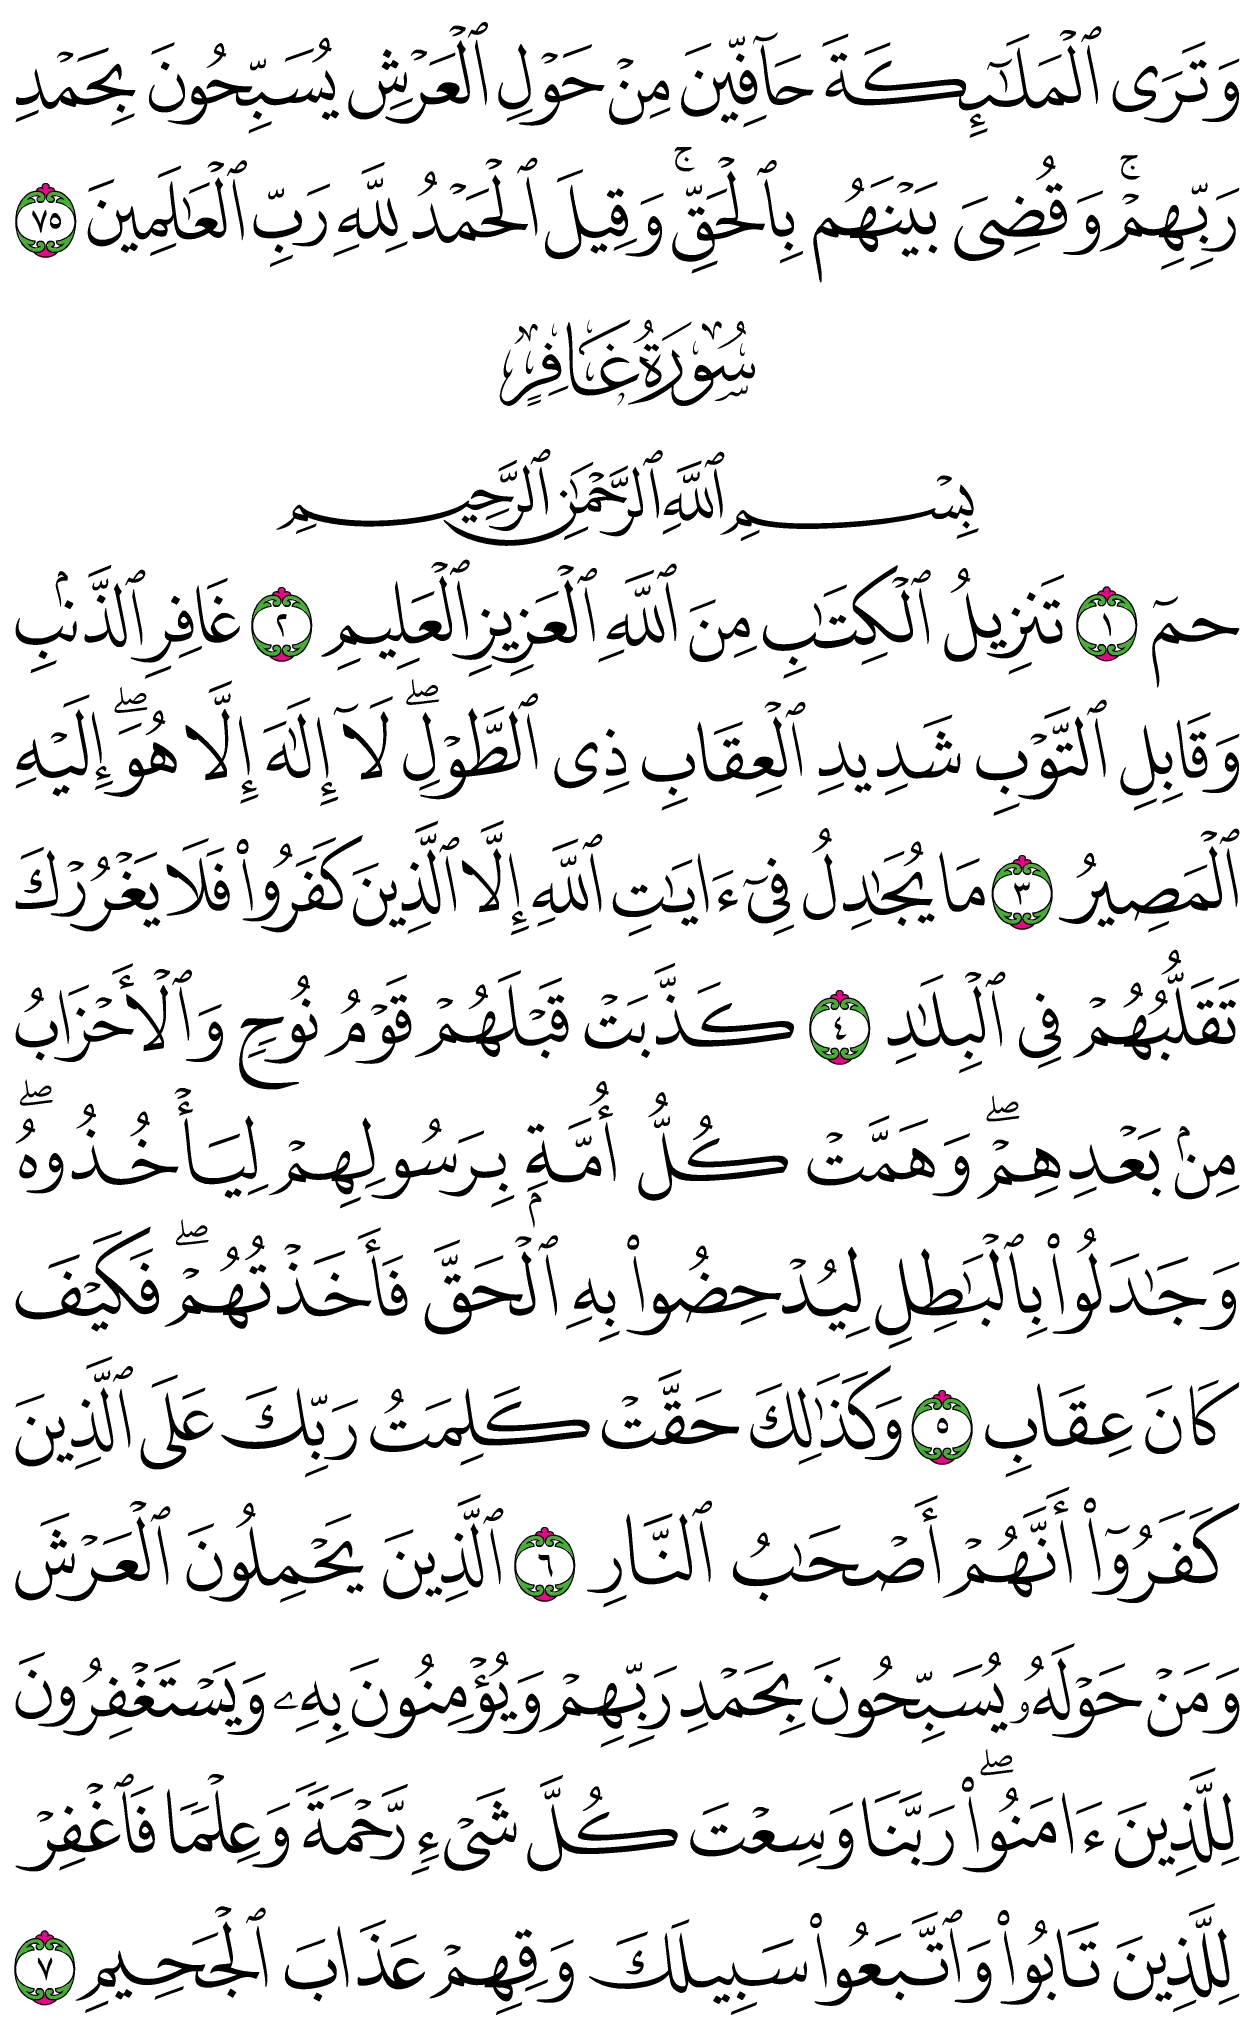 وَتَرَى ٱلْمَلَٰٓئِكَةَ حَآفِّينَ مِنْ حَوْلِ ٱلْعَرْشِ يُسَبِّحُونَ بِحَمْدِ
رَبِّهِمْ ۚ وَقُضِىَ بَيْنَهُم بِٱلْحَقِّ ۚ وَقِيلَ ٱلْحَمْدُ لِلَّهِ رَبِّ ٱلْعَٰلَمِينَ ٧٥
سُورَةُ غَافِرٍ
بِسْمِ ٱللَّهِ ٱلرَّحْمَٰنِ ٱلرَّحِيمِ
حمٓ ١ تَنزِيلُ ٱلْكِتَٰبِ مِنَ ٱللَّهِ ٱلْعَزِيزِ ٱلْعَلِيمِ ٢ غَافِرِ ٱلذَّنۢبِ
وَقَابِلِ ٱلتَّوْبِ شَدِيدِ ٱلْعِقَابِ ذِى ٱلطَّوْلِ ۖ لَآ إِلَٰهَ إِلَّا هُوَ ۖ إِلَيْهِ
ٱلْمَصِيرُ ٣ مَا يُجَٰدِلُ فِىٓ ءَايَٰتِ ٱللَّهِ إِلَّا ٱلَّذِينَ كَفَرُوا۟ فَلَا يَغْرُرْكَ
تَقَلُّبُهُمْ فِى ٱلْبِلَٰدِ ٤ كَذَّبَتْ قَبْلَهُمْ قَوْمُ نُوحٍ وَٱلْأَحْزَابُ
مِنۢ بَعْدِهِمْ ۖ وَهَمَّتْ كُلُّ أُمَّةٍۭ بِرَسُولِهِمْ لِيَأْخُذُوهُ ۖ
وَجَٰدَلُوا۟ بِٱلْبَٰطِلِ لِيُدْحِضُوا۟ بِهِ ٱلْحَقَّ فَأَخَذْتُهُمْ ۖ فَكَيْفَ
كَانَ عِقَابِ ٥ وَكَذَٰلِكَ حَقَّتْ كَلِمَتُ رَبِّكَ عَلَى ٱلَّذِينَ
كَفَرُوٓا۟ أَنَّهُمْ أَصْحَٰبُ ٱلنَّارِ ٦ ٱلَّذِينَ يَحْمِلُونَ ٱلْعَرْشَ
وَمَنْ حَوْلَهُۥ يُسَبِّحُونَ بِحَمْدِ رَبِّهِمْ وَيُؤْمِنُونَ بِهِۦ وَيَسْتَغْفِرُونَ
لِلَّذِينَ ءَامَنُوا۟ ۖ رَبَّنَا وَسِعْتَ كُلَّ شَىْءٍ رَّحْمَةً وَعِلْمًا فَٱغْفِرْ
لِلَّذِينَ تَابُوا۟ وَٱتَّبَعُوا۟ سَبِيلَكَ وَقِهِمْ عَذَابَ ٱلْجَحِيمِ ٧